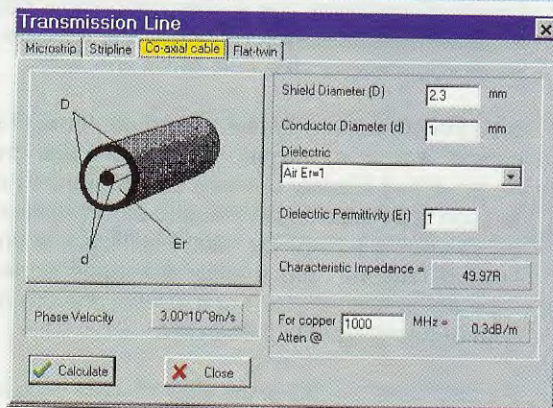 Transmission Line
Microstrip Stripline Co-axial cable Flat-twin
D
d
Er
Shield Diameter (D) 2.3 mm
Conductor Diameter (d) 1 mm
Dielectric
Air Er=1
Dielectric Permittivity (Er) 1
Characteristic Impedance = 49.97R
Phase Velocity 3.00*10^8m/s
For copper 1000 MHz = 0.3dB/m
Atten @
Calculate Close